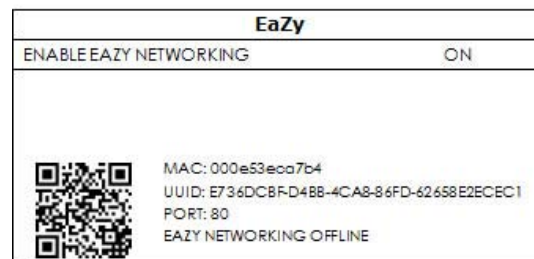 EaZy
ENABLE EAZY NETWORKING ON
MAC: 000e53eca7b4
UUID: E736DCBF-D4BB-4CA8-86FD-62658E2ECEC1
PORT: 80
EAZY NETWORKING OFFLINE